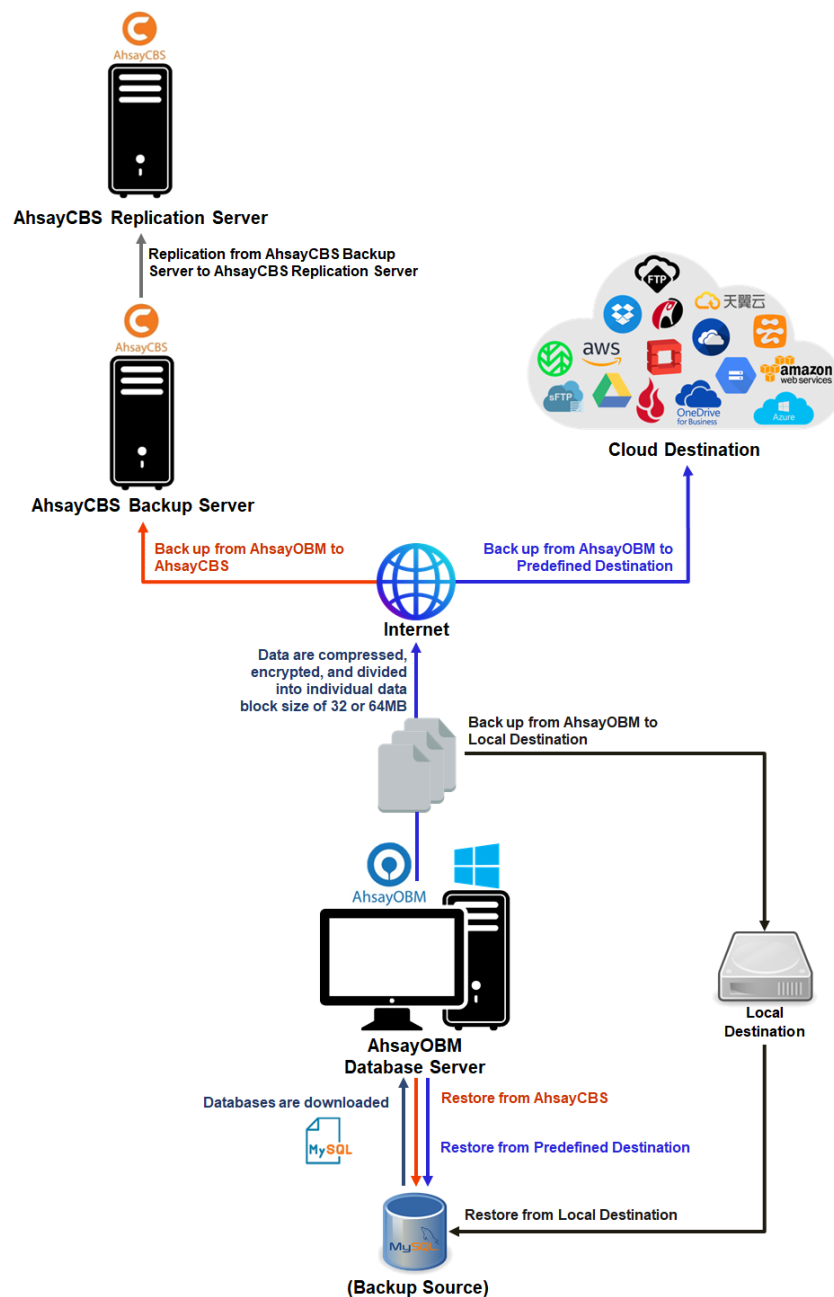 AhsayCBS
AhsayCBS Replication Server
Replication from AhsayCBS Backup
Server to AhsayCBS Replication Server
AhsayCBS
AhsayCBS Backup Server
FTP
天翼云
aws
amazon
web services
sFTP
OneDrive
for Business
Azure
Cloud Destination
Back up from AhsayOBM to
AhsayCBS
Back up from AhsayOBM to
Predefined Destination
Internet
Data are compressed,
encrypted, and divided
into individual data
block size of 32 or 64MB
Back up from AhsayOBM to
Local Destination
AhsayOBM
AhsayOBM
Database Server
Local
Destination
Databases are downloaded
MySQL
Restore from AhsayCBS
Restore from Predefined Destination
Restore from Local Destination
MySQL
(Backup Source)